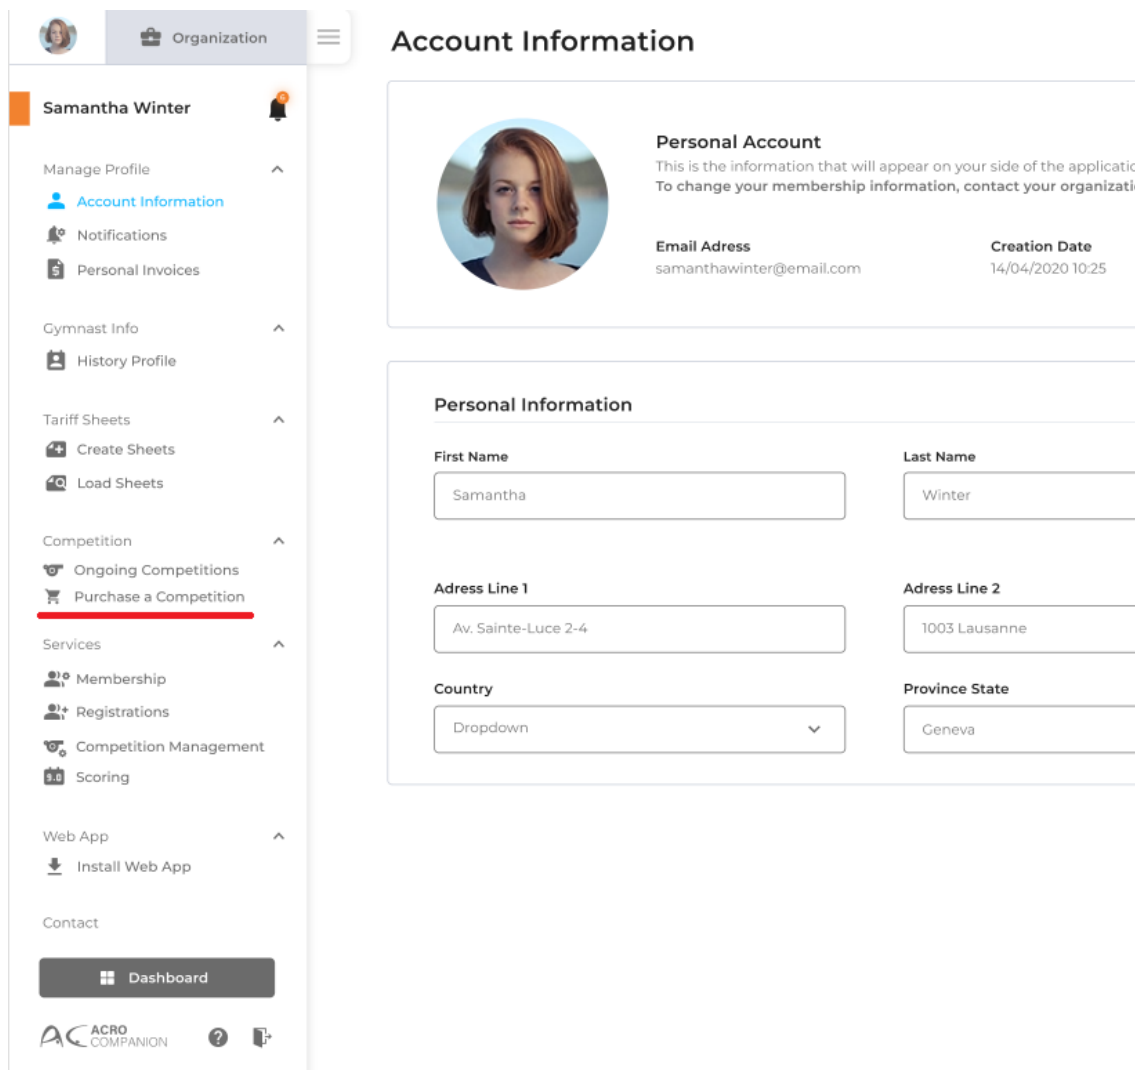 Organization
Samantha Winter
6
Manage Profile
Account Information
Notifications
Personal Invoices
Gymnast Info
History Profile
Tariff Sheets
Create Sheets
Load Sheets
Competition
Ongoing Competitions
Purchase a Competition
Services
Membership
Registrations
Competition Management
9.0 Scoring
Web App
Install Web App
Contact
Dashboard
AC ACRO
COMPANION
Account Information
Personal Account
This is the information that will appear on your side of the applicatio
To change your membership information, contact your organizati
Email Adress Creation Date
samanthawinter@email.com 14/04/2020 10:25
Personal Information
First Name Last Name
Samantha Winter
Adress Line 1 Adress Line 2
Av. Sainte-Luce 2-4 1003 Lausanne
Country Province State
Dropdown Geneva